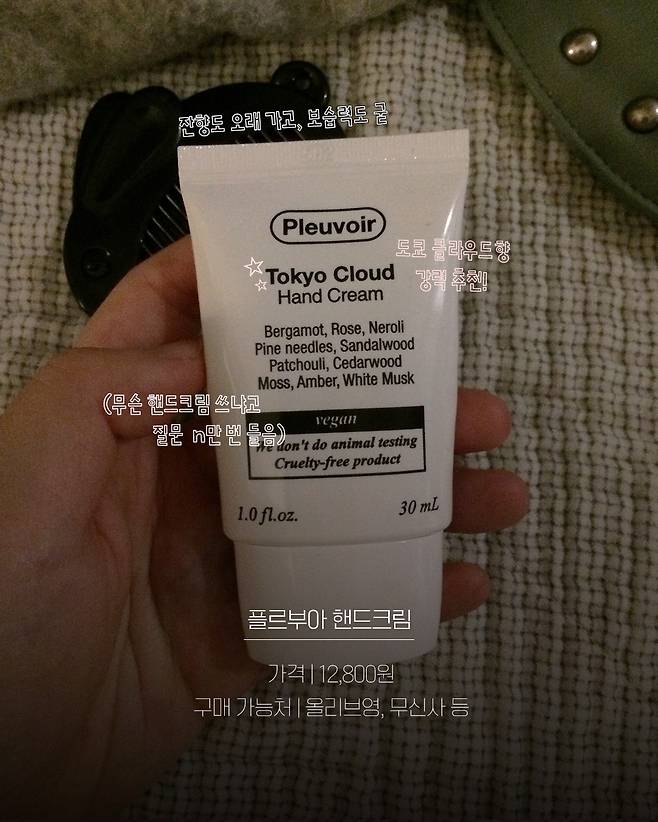 잔향도 오래 가고, 보습력도 굳
Pleuvoir
도쿄 클라우드향
강력 추천!
Tokyo Cloud
Hand Cream
Bergamot, Rose, Neroli
Pine needles, Sandalwood
Patchouli, Cedarwood
Moss, Amber, White Musk
(무슨 핸드크림 쓰냐고
질문 n만 번 들음)
vegan
We don't do animal testing
Cruelty-free product
1.0 fl.oz.
30 mL
플르부아 핸드크림
가격 | 12,800원
구매 가능처 | 올리브영, 무신사 등